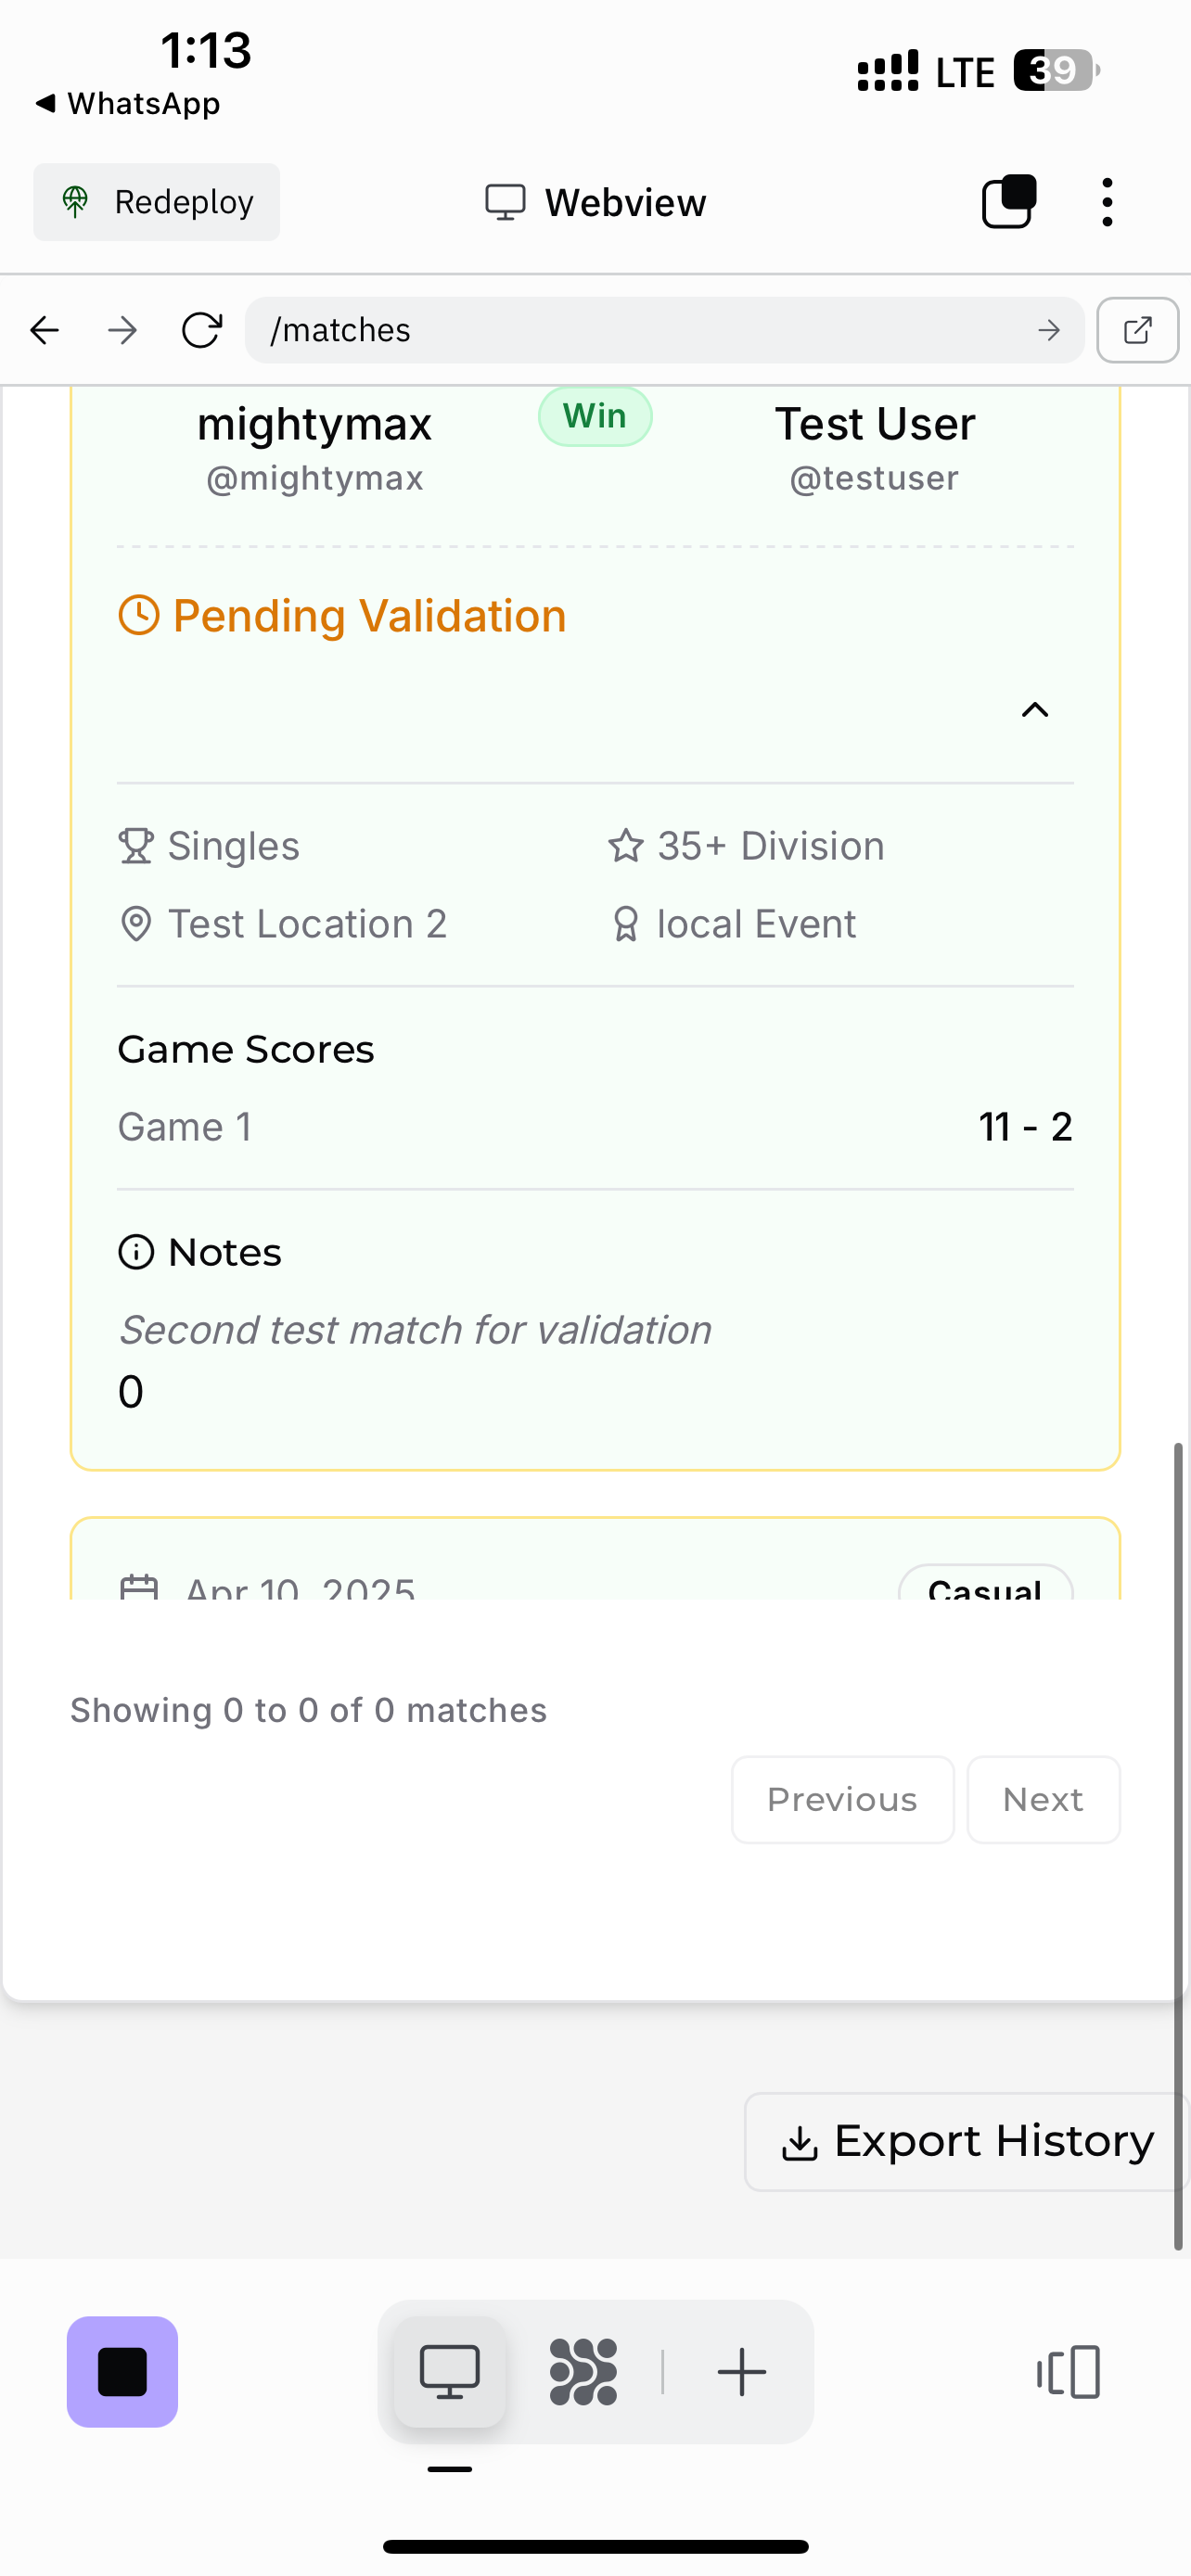 1:13
LTE
39
WhatsApp
Redeploy
Webview
/matches
mightymax
Win
Test User
@mightymax
@testuser
Pending Validation
Singles
35+ Division
Test Location 2
local Event
Game Scores
Game 1
11 - 2
Notes
Second test match for validation
0
Apr 10, 2025
Casual
Showing 0 to 0 of 0 matches
Previous
Next
Export History